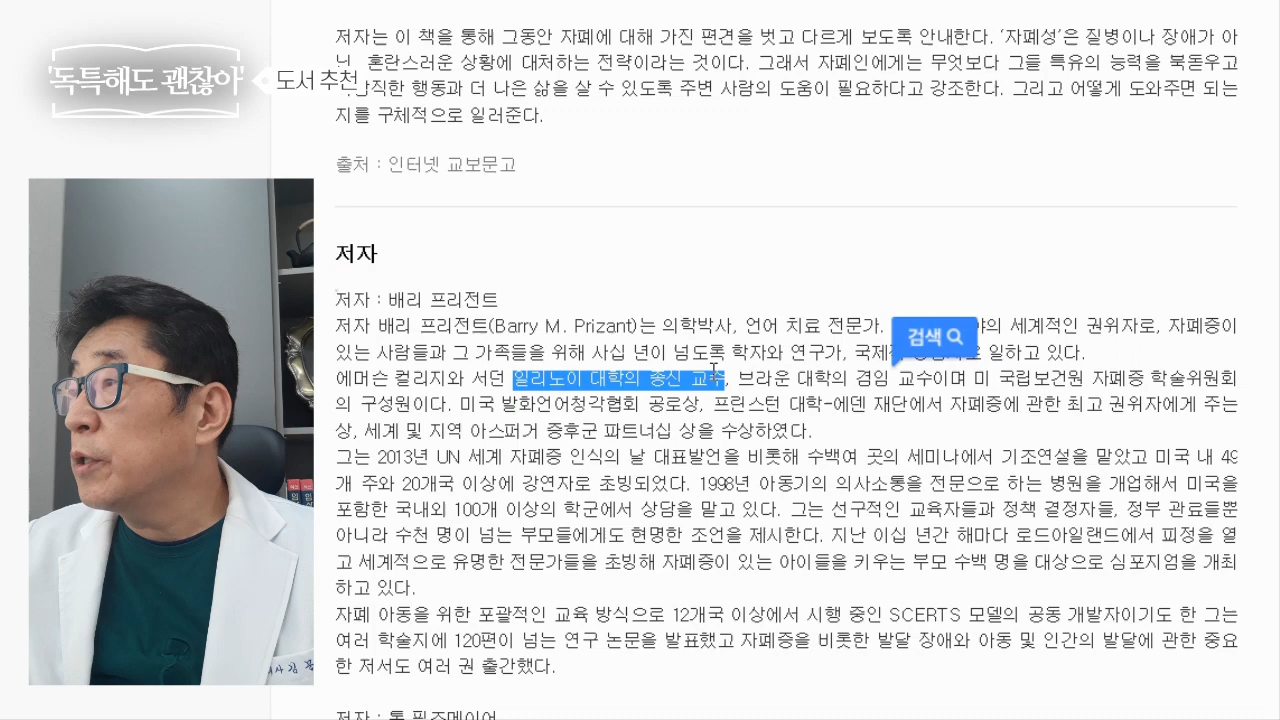 저자는 이 책을 통해 그동안 자폐에 대해 가진 편견을 벗고 다르게 보도록 안내한다. ‘자폐성’은 질병이나 장애가 아
'독특해도 괜찮아' 도서 추천
닌, 혼란스러운 상황에 대처하는 전략이라는 것이다. 그래서 자폐인에게는 무엇보다 그들 특유의 능력을 북돋우고
직한 행동과 더 나은 삶을 살 수 있도록 주변 사람의 도움이 필요하다고 강조한다. 그리고 어떻게 도와주면 되는
지를 구체적으로 일러준다.
출처 : 인터넷 교보문고
저자
저자 : 배리 프리전트
저자 배리 프리전트(Barry M. Prizant)는 의학박사, 언어 치료 전문가. 야의 세계적인 권위자로, 자폐증이
검색
있는 사람들과 그 가족들을 위해 사십 년이 넘도록 학자와 연구가, 일하고 있다.
에머슨 컬리지와 서던 일리노이 대학의 종신 교수, 브라운 대학의 겸임 교수이며 미 국립보건원 자폐증 학술위원회
의 구성원이다. 미국 발화언어청각협회 공로상, 프린스턴 대학-에덴 재단에서 자폐증에 관한 최고 권위자에게 주는
상, 세계 및 지역 아스퍼거 증후군 파트너십 상을 수상하였다.
그는 2013년 UN 세계 자폐증 인식의 날 대표발언을 비롯해 수백여 곳의 세미나에서 기조연설을 맡았고 미국 내 49
개 주와 20개국 이상에 강연자로 초빙되었다. 1998년 아동기의 의사소통을 전문으로 하는 병원을 개업해서 미국을
포함한 국내외 100개 이상의 학군에서 상담을 맡고 있다. 그는 선구적인 교육자들과 정책 결정자들, 정부 관료들뿐
아니라 수천 명이 넘는 부모들에게도 현명한 조언을 제시한다. 지난 이십 년간 해마다 로드아일랜드에서 피정을 열
고 세계적으로 유명한 전문가들을 초빙해 자폐증이 있는 아이들을 키우는 부모 수백 명을 대상으로 심포지엄을 개최
하고 있다.
자폐 아동을 위한 포괄적인 교육 방식으로 12개국 이상에서 시행 중인 SCERTS 모델의 공동 개발자이기도 한 그는
여러 학술지에 120편이 넘는 연구 논문을 발표했고 자폐증을 비롯한 발달 장애와 아동 및 인간의 발달에 관한 중요
한 저서도 여러 권 출간했다.
저자 : 톰 필즈메이어